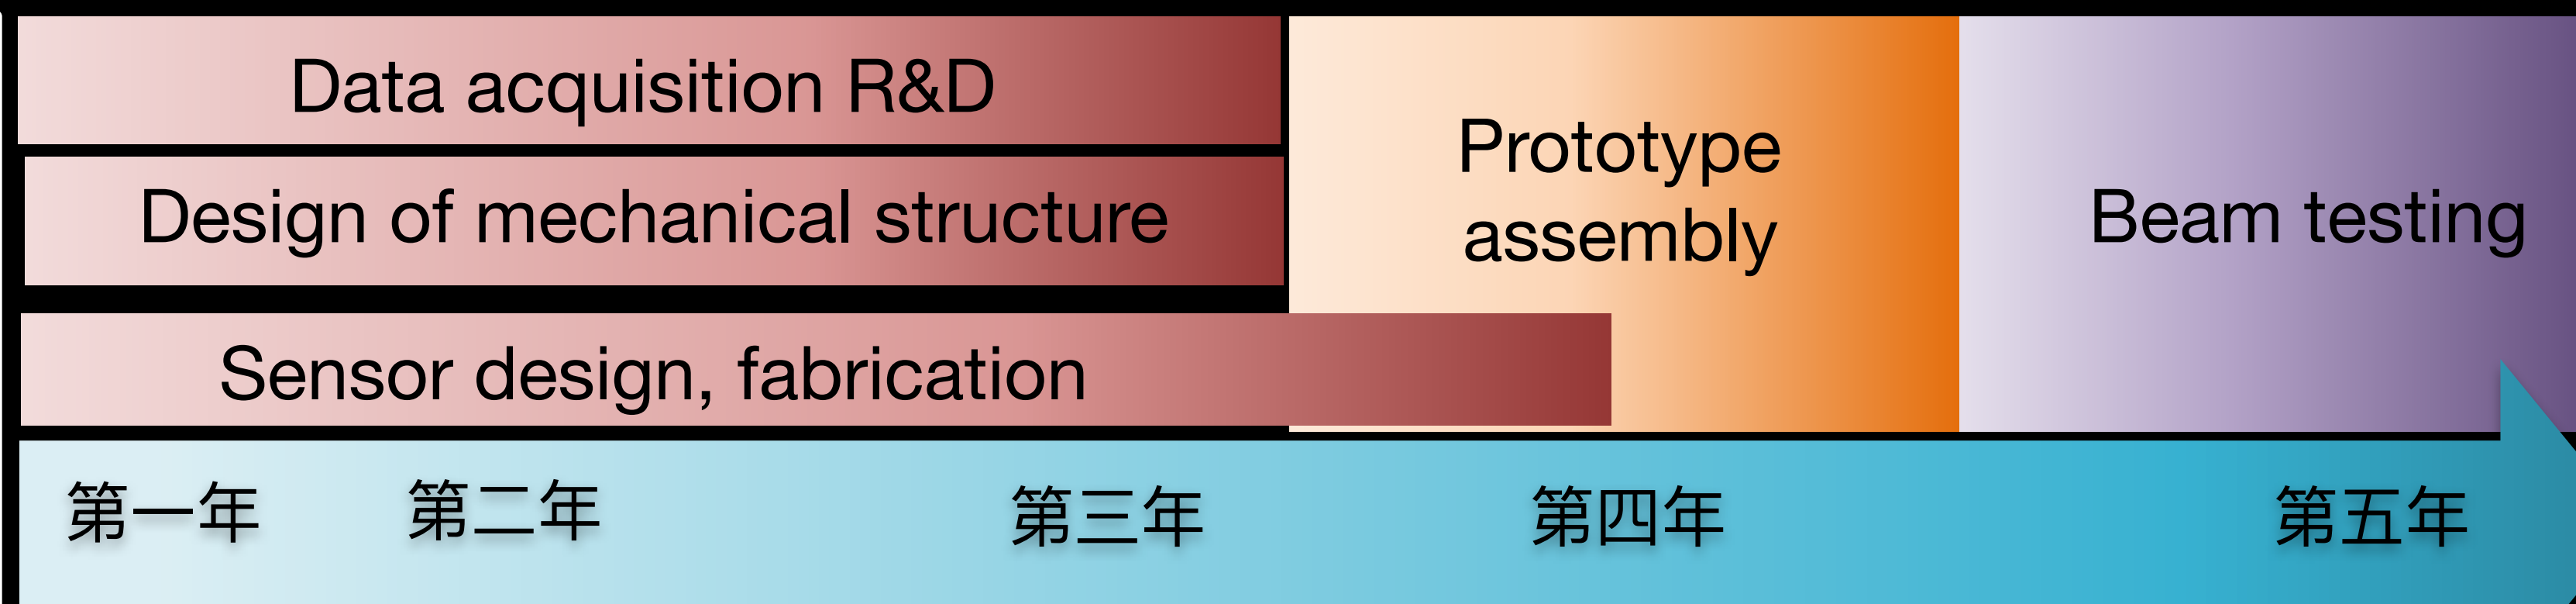 Data acquisition R&D
Design of mechanical structure
Sensor design, fabrication
Prototype
assembly
Beam testing
第一年 第二年 第三年 第四年 第五年